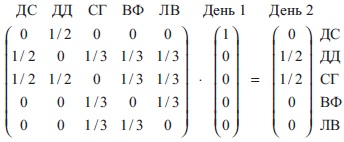 ДС ДД СГ ВФ ЛВ День 1 День 2
0 1/2 0 0 0 1 0 ДС
1/2 0 1/3 1/3 1/3 0 1/2 ДД
1/2 1/2 0 1/3 1/3 · 0 = 1/2 СГ
0 0 1/3 0 1/3 0 0 ВФ
0 0 1/3 1/3 0 0 0 ЛВ